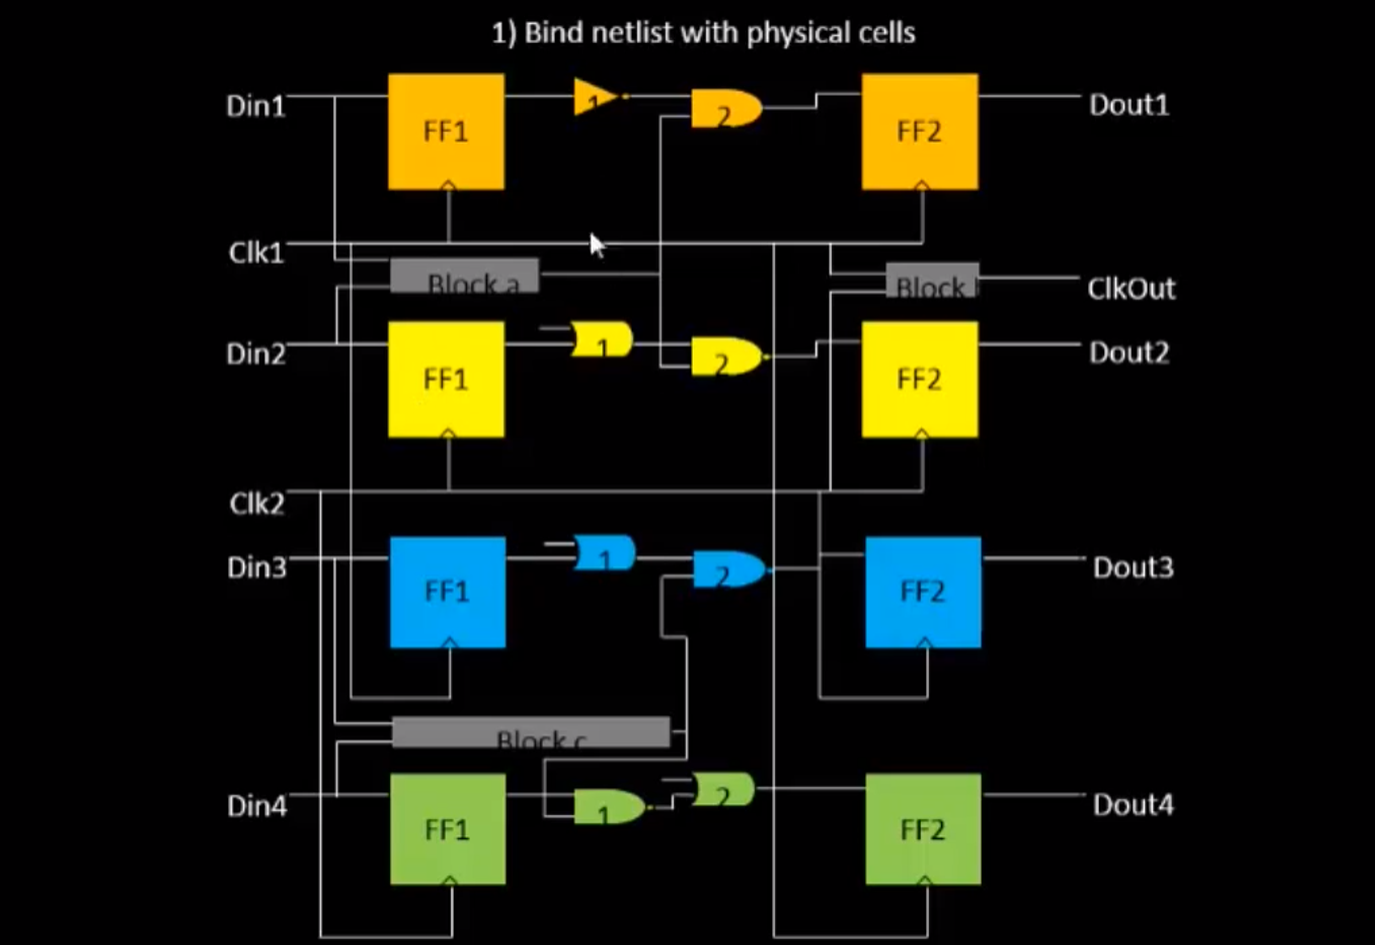 1) Bind netlist with physical cells
Din1
FF1
1
2
FF2
Dout1
Clk1
Block a
Block
ClkOut
Din2
FF1
1
2
FF2
Dout2
Clk2
Din3
FF1
1
2
FF2
Dout3
Block c
Din4
FF1
1
2
FF2
Dout4